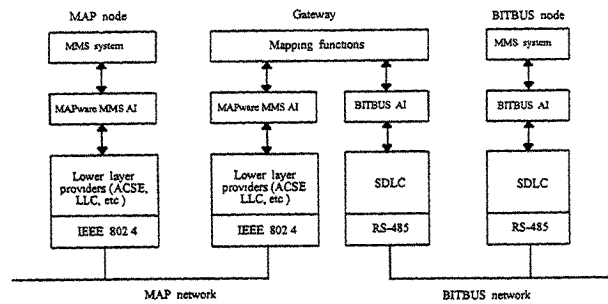 MAP node
Gateway
BITBUS node
MMS system
Mapping functions
MMS system
MAPware MMS AI
MAPware MMS AI
BITBUS AI
BITBUS AI
Lower layer
providers (ACSE,
LLC, etc )
Lower layer
providers (ACSE
LLC, etc )
SDLC
SDLC
IEEE 802 4
IEEE 802 4
RS-485
RS-485
MAP network
BITBUS network